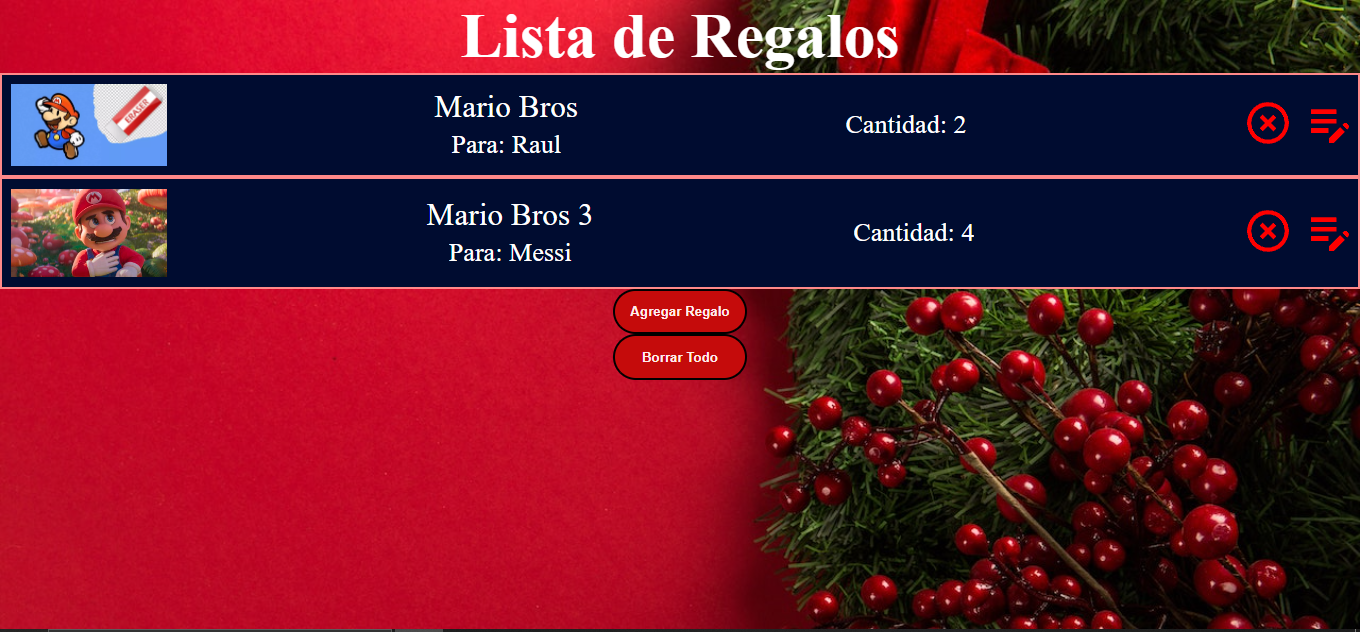 Lista de Regalos
ERASER
Mario Bros
Para: Raul
Cantidad: 2
Mario Bros 3
Para: Messi
Cantidad: 4
Agregar Regalo
Borrar Todo